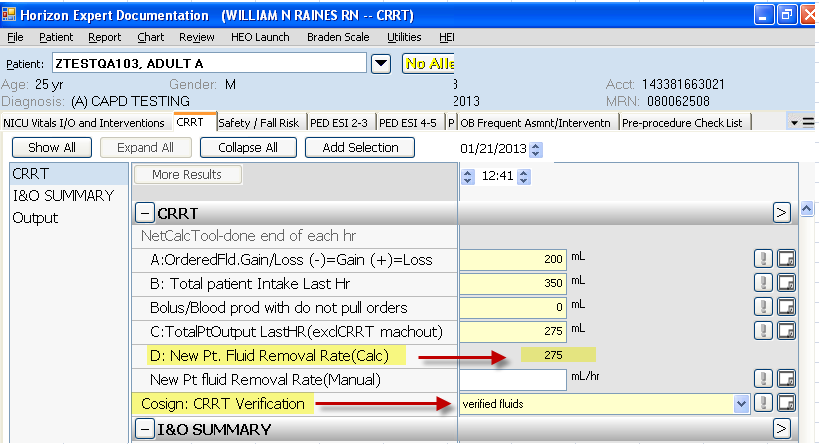 Horizon Expert Documentation (WILLIAM N RAINES RN -- CRRT)
File Patient Report Chart Review HEO Launch Braden Scale Utilities HEI
Patient: ZTESTQA103, ADULT A No Alle
Age: 25 yr Gender: M 3 Acct: 143381663021
Diagnosis: (A) CAPD TESTING 2013 MRN: 080062508
NICU Vitals I/O and Interventions CRRT Safety / Fall Risk PED ESI 2-3 PED ESI 4-5 P OB Frequent Asmnt/Interventn Pre-procedure Check List
Show All Expand All Collapse All Add Selection 01/21/2013
CRRT More Results 12:41
I&O SUMMARY
Output
CRRT
NetCalcTool-done end of each hr
A:OrderedFld.Gain/Loss (-)=Gain (+)=Loss 200 mL
B: Total patient Intake Last Hr 350 mL
Bolus/Blood prod with do not pull orders 0 mL
C:TotalPtOutput LastHR(exclCRRT machout) 275 mL
D: New Pt. Fluid Removal Rate(Calc) 275
New Pt fluid Removal Rate(Manual) mL/hr
Cosign: CRRT Verification verified fluids
I&O SUMMARY